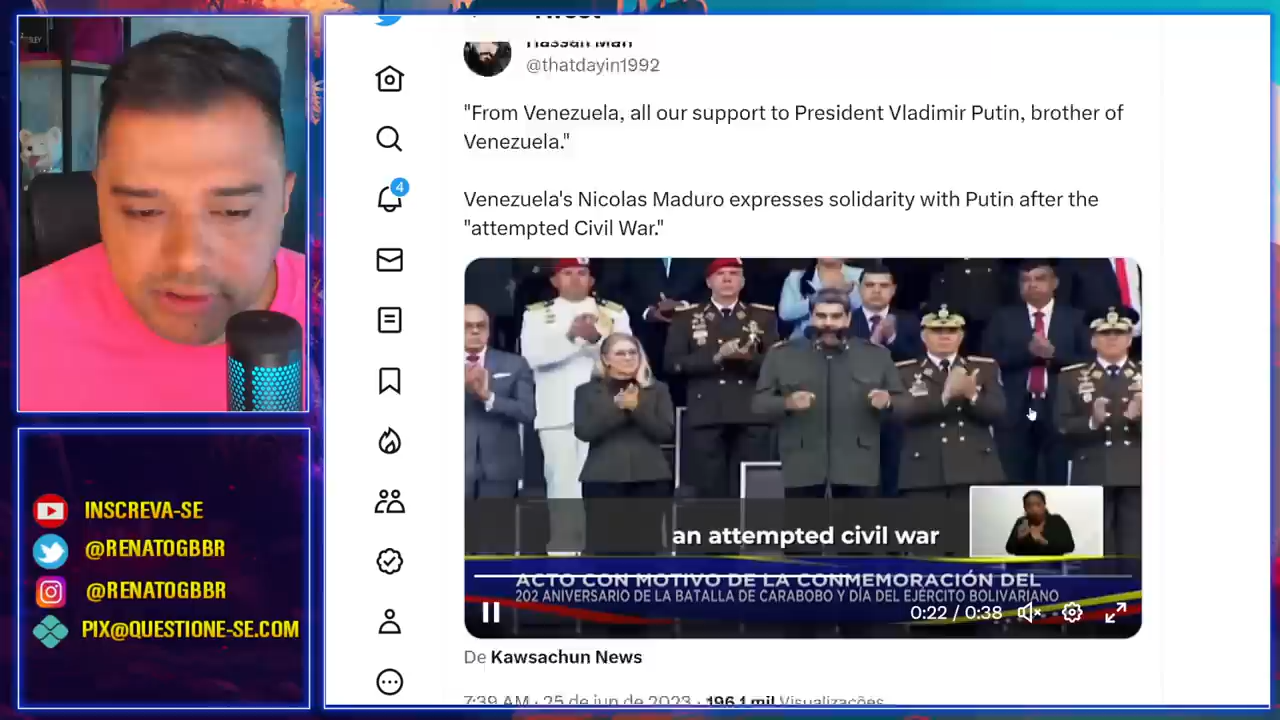 Hassan Mafi
@thatdayin1992
"From Venezuela, all our support to President Vladimir Putin, brother of
Venezuela."
Venezuela's Nicolas Maduro expresses solidarity with Putin after the
"attempted Civil War."
4
an attempted civil war
ACTO CON MOTIVO DE LA CONMEMORACIÓN DEL
202 ANIVERSARIO DE LA BATALLA DE CARABOBO Y DÍA DEL EJÉRCITO BOLIVARIANO
0:22 / 0:38
De Kawsachun News
7:39 AM · 25 de jun de 2023 · 196,1 mil Visualizações
INSCREVA-SE
@RENATOGBBR
@RENATOGBBR
PIX@QUESTIONE-SE.COM